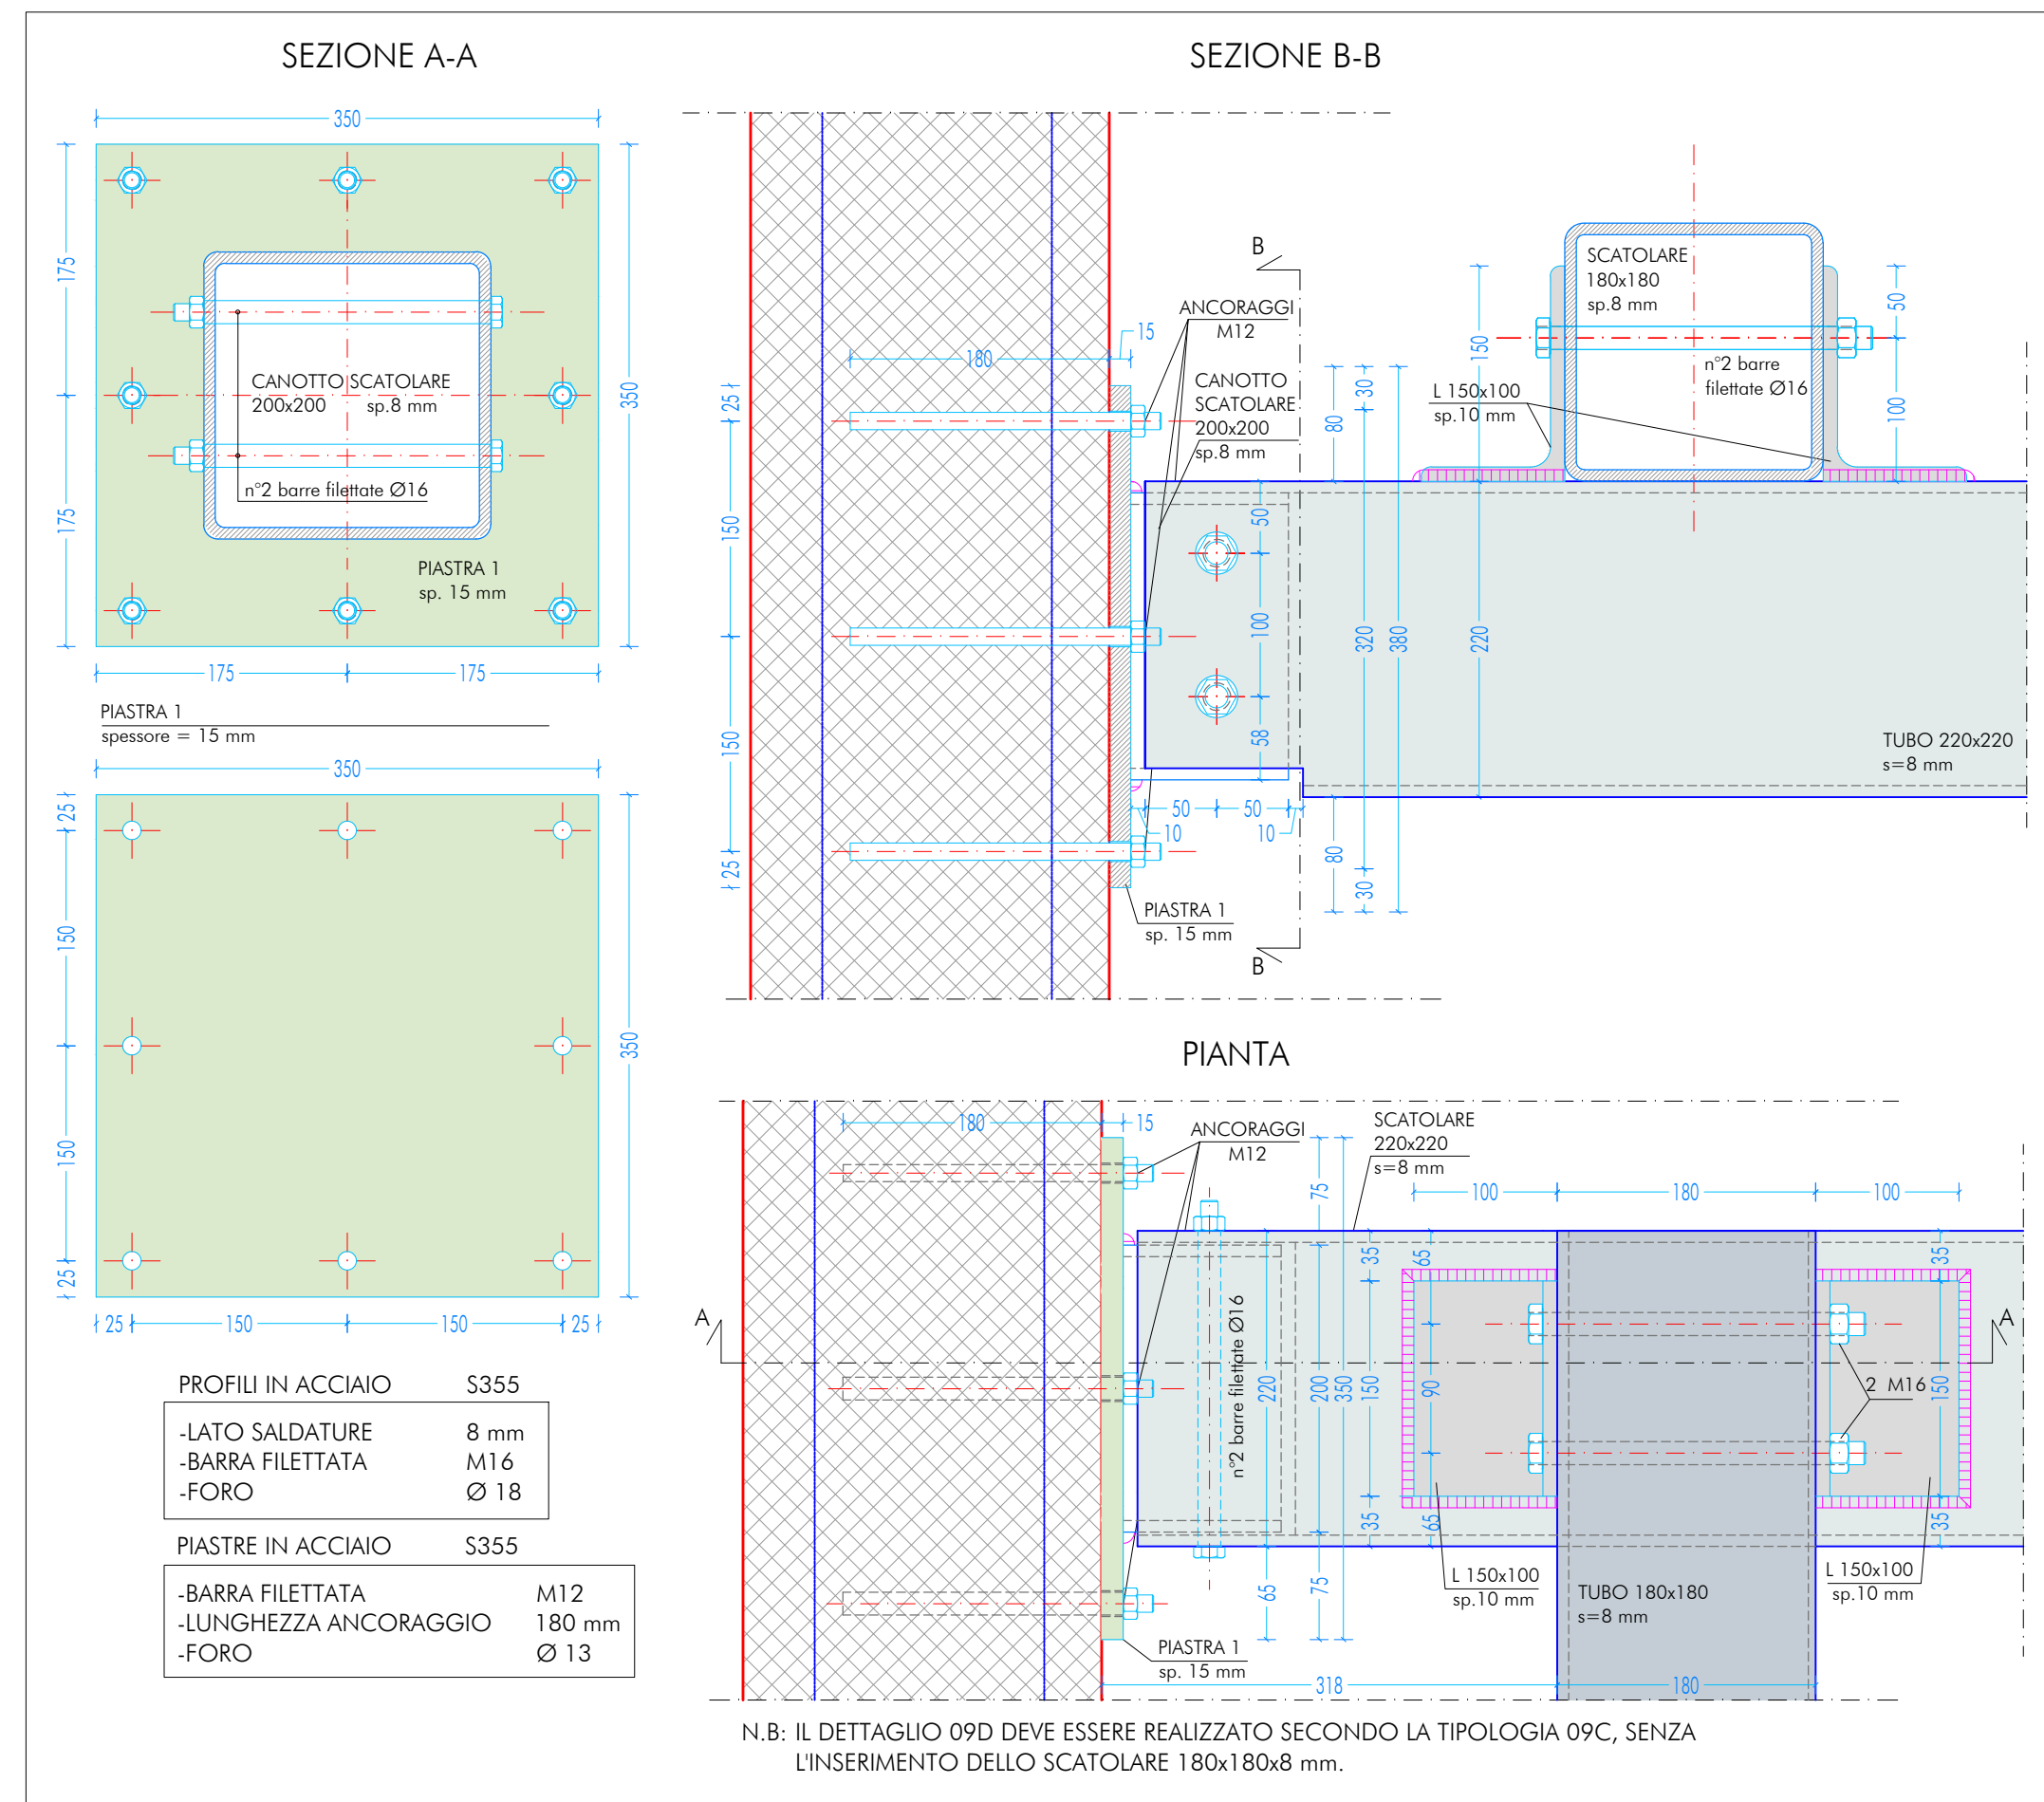 SEZIONE A-A
350
175
175
350
CANOTTO SCATOLARE
200x200 sp.8 mm
n°2 barre filettate Ø16
PIASTRA 1
sp. 15 mm
175
175
PIASTRA 1
spessore = 15 mm
350
25
150
150
25
350
25
150
150
25
PROFILI IN ACCIAIO S355
-LATO SALDATURE 8 mm
-BARRA FILETTATA M16
-FORO Ø 18
PIASTRE IN ACCIAIO S355
-BARRA FILETTATA M12
-LUNGHEZZA ANCORAGGIO 180 mm
-FORO Ø 13
SEZIONE B-B
B
ANCORAGGI
M12
15
180
CANOTTO
SCATOLARE
200x200
sp.8 mm
25
150
150
25
50
100
58
50
50
10
10
80
30
320
380
80
30
150
220
SCATOLARE
180x180
sp.8 mm
n°2 barre
filettate Ø16
L 150x100
sp.10 mm
50
100
TUBO 220x220
s=8 mm
PIASTRA 1
sp. 15 mm
B
PIANTA
180
15
ANCORAGGI
M12
SCATOLARE
220x220
s=8 mm
75
100
180
100
35
65
35
A
A
n°2 barre filettate Ø16
220
200
350
150
90
150
2 M16
35
65
35
65
75
L 150x100
sp.10 mm
TUBO 180x180
s=8 mm
L 150x100
sp.10 mm
PIASTRA 1
sp. 15 mm
318
180
N.B: IL DETTAGLIO 09D DEVE ESSERE REALIZZATO SECONDO LA TIPOLOGIA 09C, SENZA
L'INSERIMENTO DELLO SCATOLARE 180x180x8 mm.